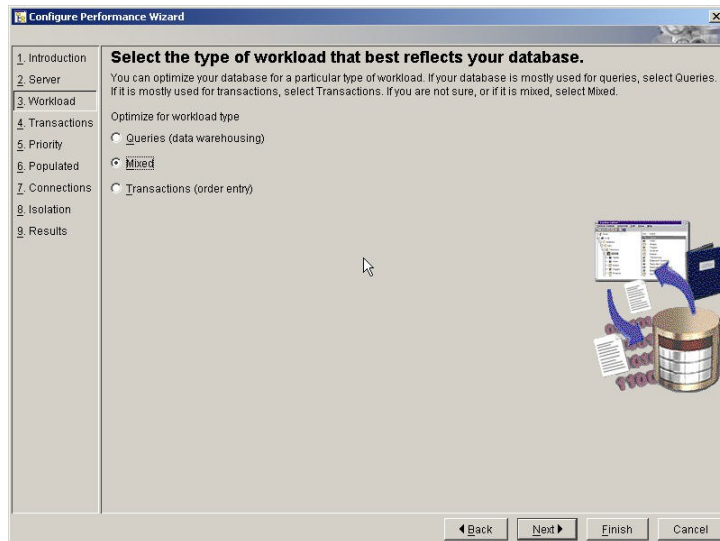 Configure Performance Wizard
1. Introduction
2. Server
3. Workload
4. Transactions
5. Priority
6. Populated
7. Connections
8. Isolation
9. Results
Select the type of workload that best reflects your database.
You can optimize your database for a particular type of workload. If your database is mostly used for queries, select Queries.
If it is mostly used for transactions, select Transactions. If you are not sure, or if it is mixed, select Mixed.
Optimize for workload type
Queries (data warehousing)
Mixed
Transactions (order entry)
Back
Next
Finish
Cancel